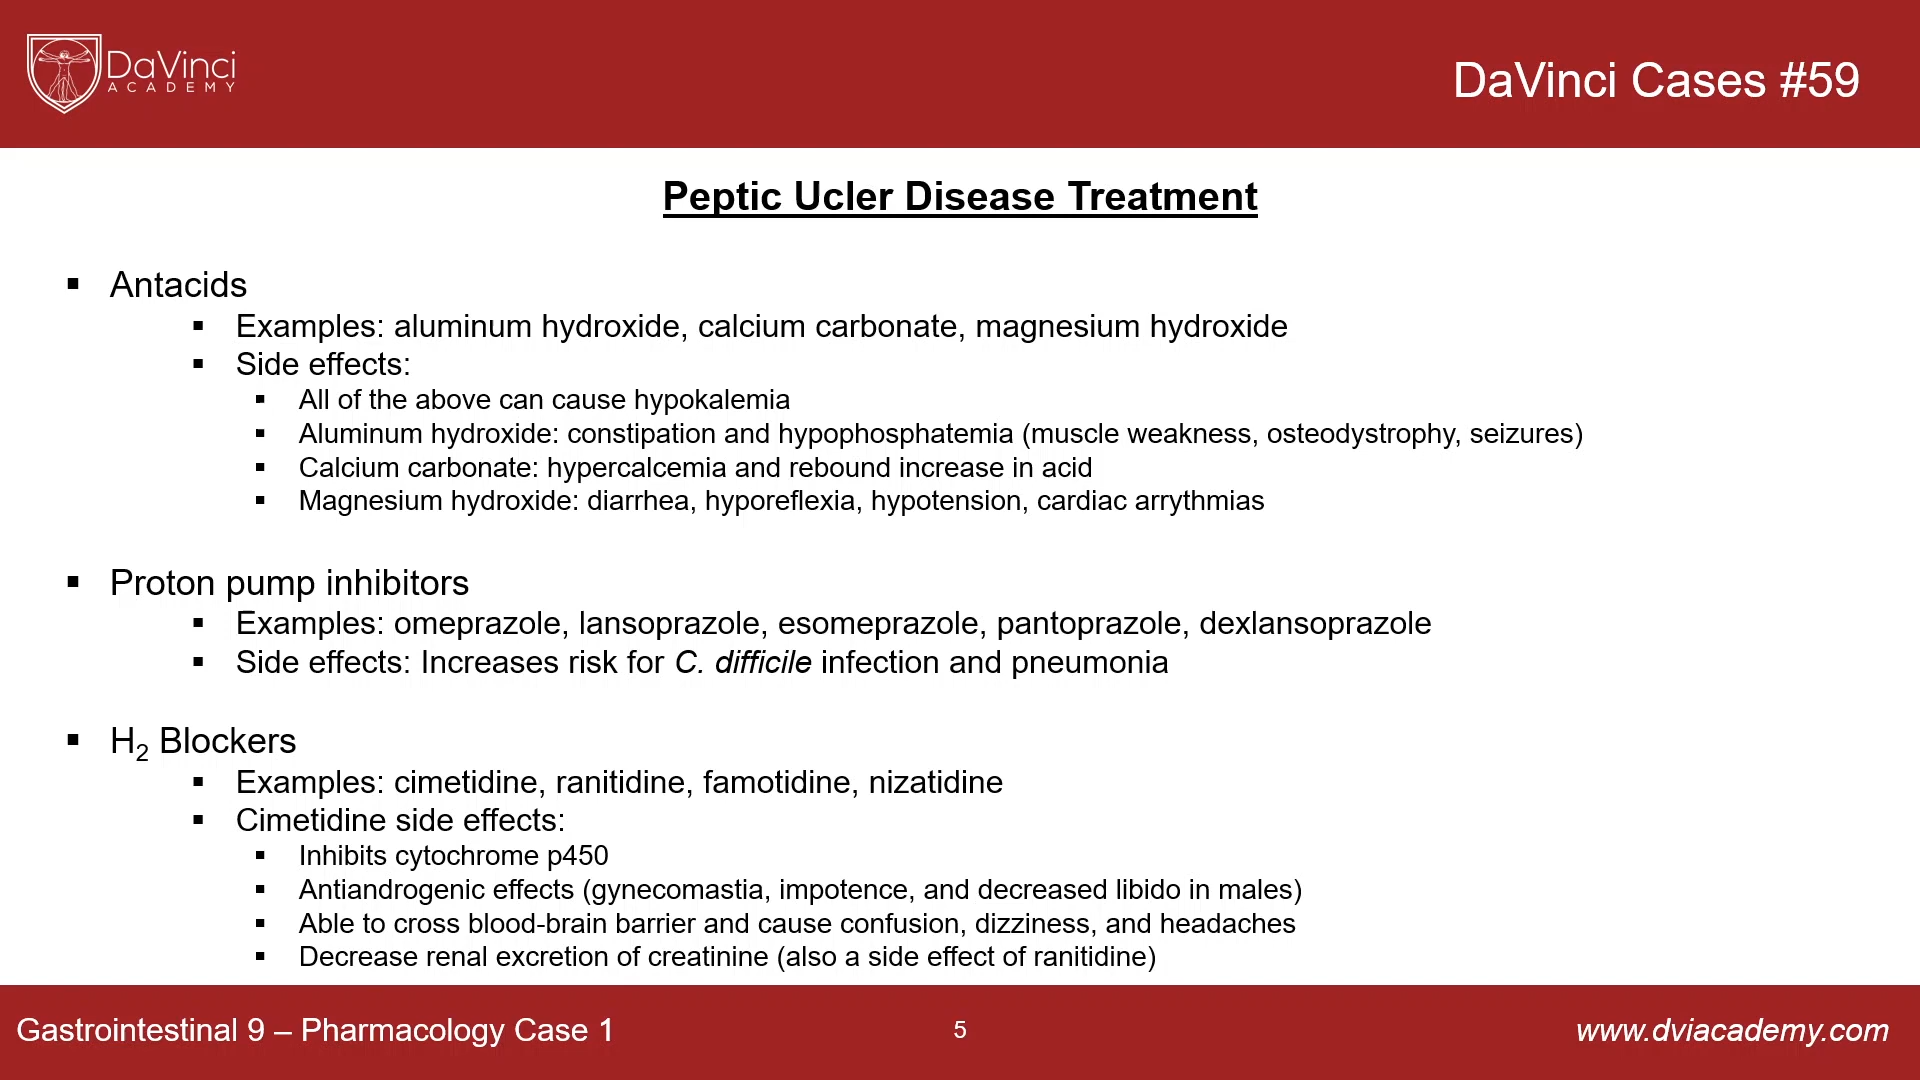 DaVinci
ACADEMY
DaVinci Cases #59
Peptic Ucler Disease Treatment
▪ Antacids
▪ Examples: aluminum hydroxide, calcium carbonate, magnesium hydroxide
▪ Side effects:
▪ All of the above can cause hypokalemia
▪ Aluminum hydroxide: constipation and hypophosphatemia (muscle weakness, osteodystrophy, seizures)
▪ Calcium carbonate: hypercalcemia and rebound increase in acid
▪ Magnesium hydroxide: diarrhea, hyporeflexia, hypotension, cardiac arrythmias
▪ Proton pump inhibitors
▪ Examples: omeprazole, lansoprazole, esomeprazole, pantoprazole, dexlansoprazole
▪ Side effects: Increases risk for C. difficile infection and pneumonia
▪ H₂ Blockers
▪ Examples: cimetidine, ranitidine, famotidine, nizatidine
▪ Cimetidine side effects:
▪ Inhibits cytochrome p450
▪ Antiandrogenic effects (gynecomastia, impotence, and decreased libido in males)
▪ Able to cross blood-brain barrier and cause confusion, dizziness, and headaches
▪ Decrease renal excretion of creatinine (also a side effect of ranitidine)
Gastrointestinal 9 – Pharmacology Case 1
5
www.dviacademy.com